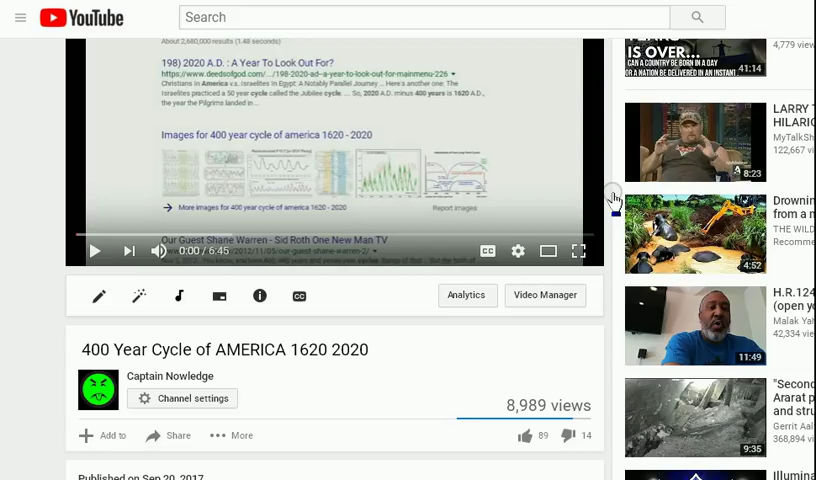 YouTube
Search
About 2,680,000 results (1.48 seconds)
198) 2020 A.D. : A Year To Look Out For?
https://www.deedsofgod.com/.../198-2020-ad-a-year-to-look-out-for-mainmenu-226
Christians In America v.s. Israelites In Egypt: A Notably Parallel Journey... Here's another one: The
Israelites practiced a 50 year cycle called the Jubilee cycle. ... So, 2020 A.D. minus 400 years is 1620 A.D.,
the year the Pilgrims landed in...
Images for 400 year cycle of america 1620 - 2020
More images for 400 year cycle of america 1620 - 2020
Report images
Our Guest Shane Warren - Sid Roth One New Man TV
0:00 / 6:45
CC
CC
Analytics
Video Manager
400 Year Cycle of AMERICA 1620 2020
Captain Nowledge
Channel settings
8,989 views
Add to
Share
More
89
14
Published on Sep 20, 2017
IS OVER...
CAN A COUNTRY BE BORN IN A DAY
OR A NATION BE DELIVERED IN AN INSTANT
41:14
4,779 view
LARRY T
HILARIO
MyTalkSh
122,667 vi
8:23
Drownin
from a n
THE WILD
Recomme
4:52
H.R.124
(open yo
Malak Yah
42,334 vi
11:49
"Secon
Ararat p
and stru
Gerrit Aal
368,894 v
9:35
Illumina